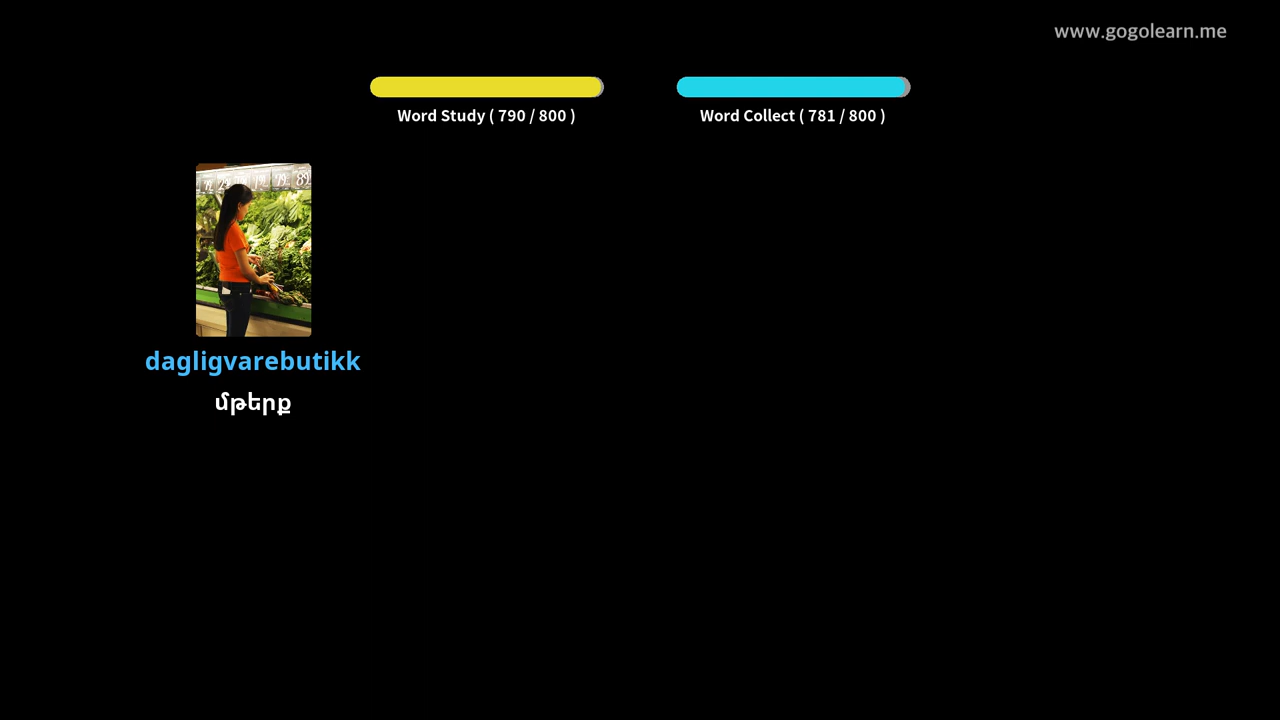 www.gogolearn.me
Word Study ( 790 / 800 )
Word Collect ( 781 / 800 )
dagligvarebutikk
մթերք